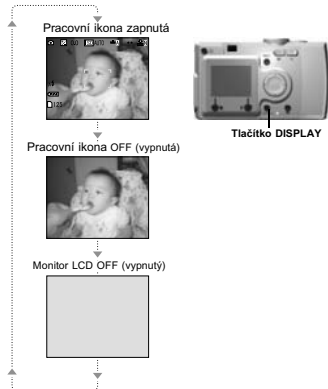 Pracovní ikona zapnutá
Tlačítko DISPLAY
Pracovní ikona OFF (vypnutá)
Monitor LCD OFF (vypnutý)